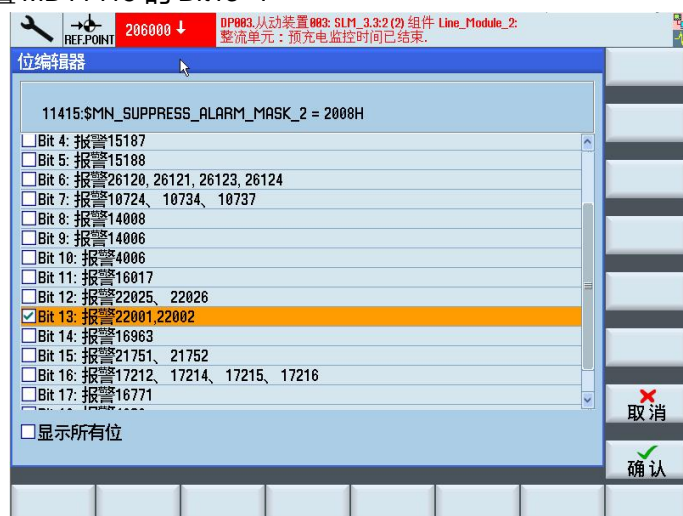 REF.POINT
206000
DP003.从动装置003: SLM_3.3:2 (2) 组件 Line_Module_2:
整流单元：预充电监控时间已结束.
位编辑器
11415:$MN_SUPPRESS_ALARM_MASK_2 = 2008H
Bit 4: 报警15187
Bit 5: 报警15188
Bit 6: 报警26120, 26121, 26123, 26124
Bit 7: 报警10724、 10734、 10737
Bit 8: 报警14008
Bit 9: 报警14006
Bit 10: 报警4006
Bit 11: 报警16017
Bit 12: 报警22025、 22026
Bit 13: 报警22001,22002
Bit 14: 报警16963
Bit 15: 报警21751、 21752
Bit 16: 报警17212、 17214、 17215、 17216
Bit 17: 报警16771
显示所有位
取消
确认